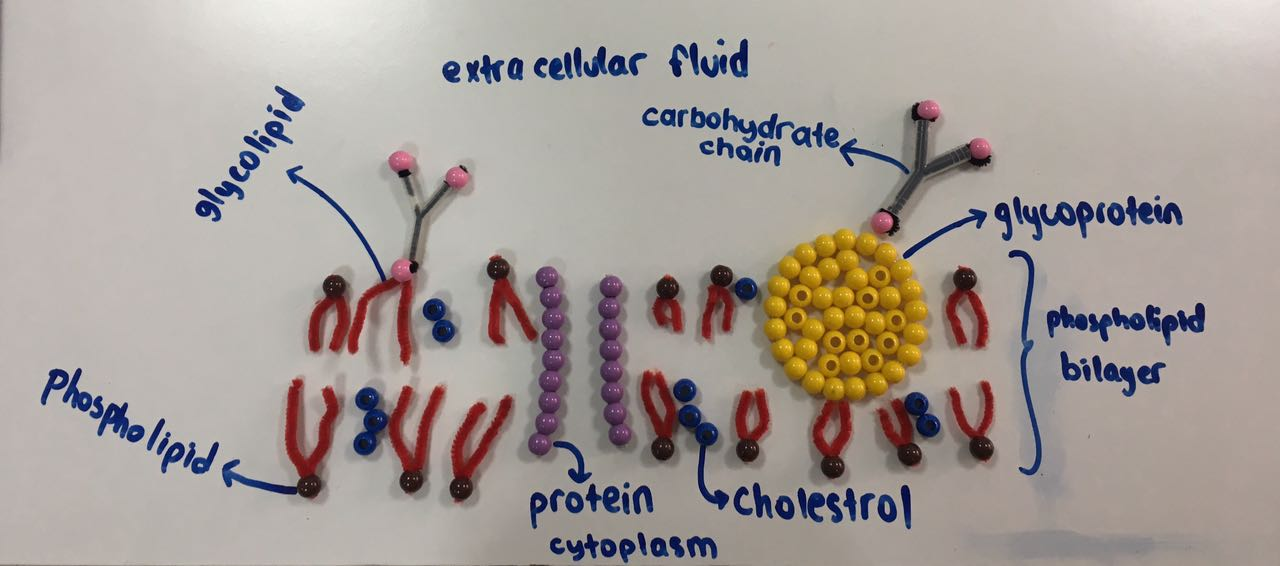 extra cellular fluid
glycolipid
carbohydrate
chain
glycoprotein
phospholipid
bilayer
Phospholipid
protein
cholestrol
cytoplasm